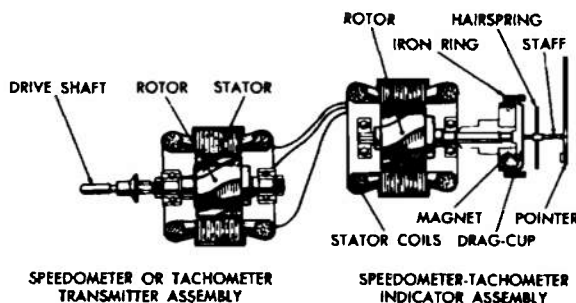 ROTOR
HAIRSPRING
IRON RING
STAFF
DRIVE SHAFT
ROTOR
STATOR
MAGNET
POINTER
STATOR COILS
DRAG-CUP
SPEEDOMETER OR TACHOMETER
TRANSMITTER ASSEMBLY
SPEEDOMETER-TACHOMETER
INDICATOR ASSEMBLY